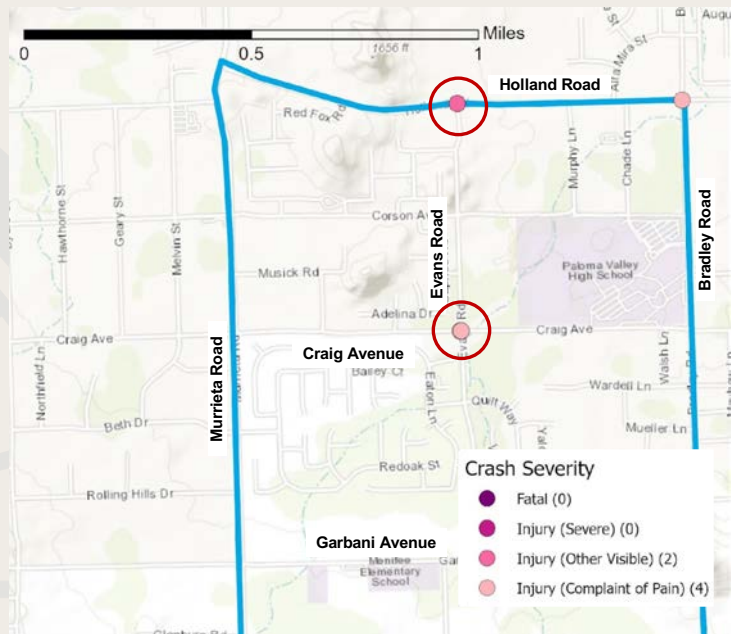 Miles
0
0.5
1
1656 ft
Holland Road
Alta Mira St
Augu
Red Fox Rd
Murphy Ln
Chade Ln
Hawthorne St
Geary St
Melvin St
Corson Av
Evans Road
Bradley Road
Paloma Valley
High School
Musick Rd
Adelina Dr
Craig Ave
Craig Ave
Craig Avenue
Murrieta Road
Northfield Ln
Bailey Ct
Eaton Ln
Walsh Ln
Wardell Ln
Quilt Way
Beth Dr
Mueller Ln
Redoak St
Rolling Hills Dr
Garbani Avenue
Menifee
Elementary
School
Crash Severity
Fatal (0)
Injury (Severe) (0)
Injury (Other Visible) (2)
Injury (Complaint of Pain) (4)